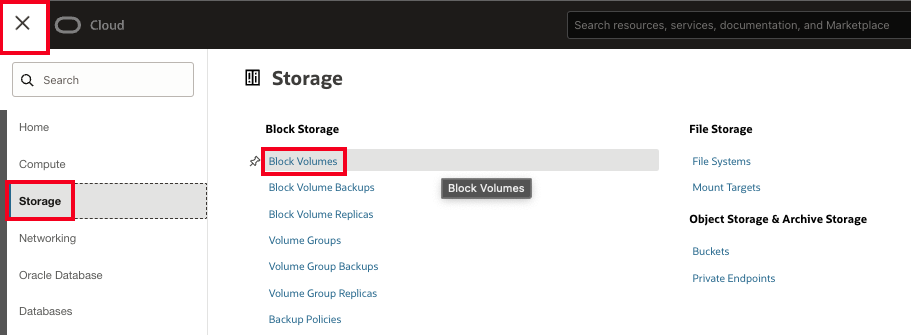 Cloud
Search resources, services, documentation, and Marketplace
Search
Home
Compute
Storage
Networking
Oracle Database
Databases
Storage
Block Storage
Block Volumes
Block Volumes
Block Volume Backups
Block Volume Replicas
Volume Groups
Volume Group Backups
Volume Group Replicas
Backup Policies
File Storage
File Systems
Mount Targets
Object Storage & Archive Storage
Buckets
Private Endpoints